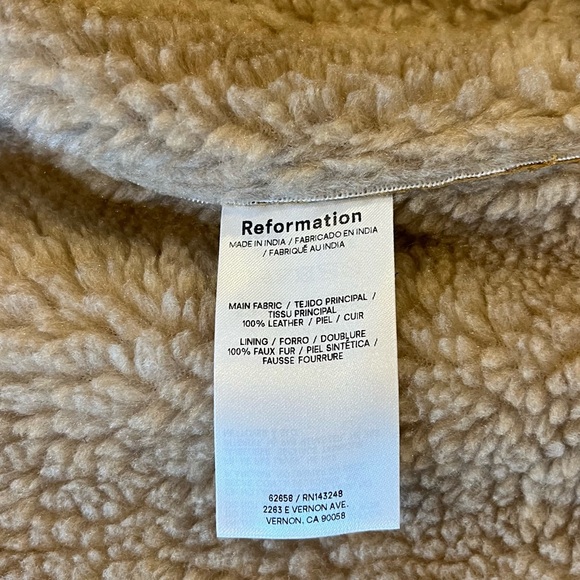 Reformation
MADE IN INDIA / FABRICADO EN INDIA
/ FABRIQUÉ AU INDIA
MAIN FABRIC / TEJIDO PRINCIPAL /
TISSU PRINCIPAL
100% LEATHER / PIEL / CUIR
LINING / FORRO / DOUBLURE
100% FAUX FUR / PIEL SINTÉTICA /
FAUSSE FOURRURE
62658 / RN143248
2263 E VERNON AVE.
VERNON, CA 90058